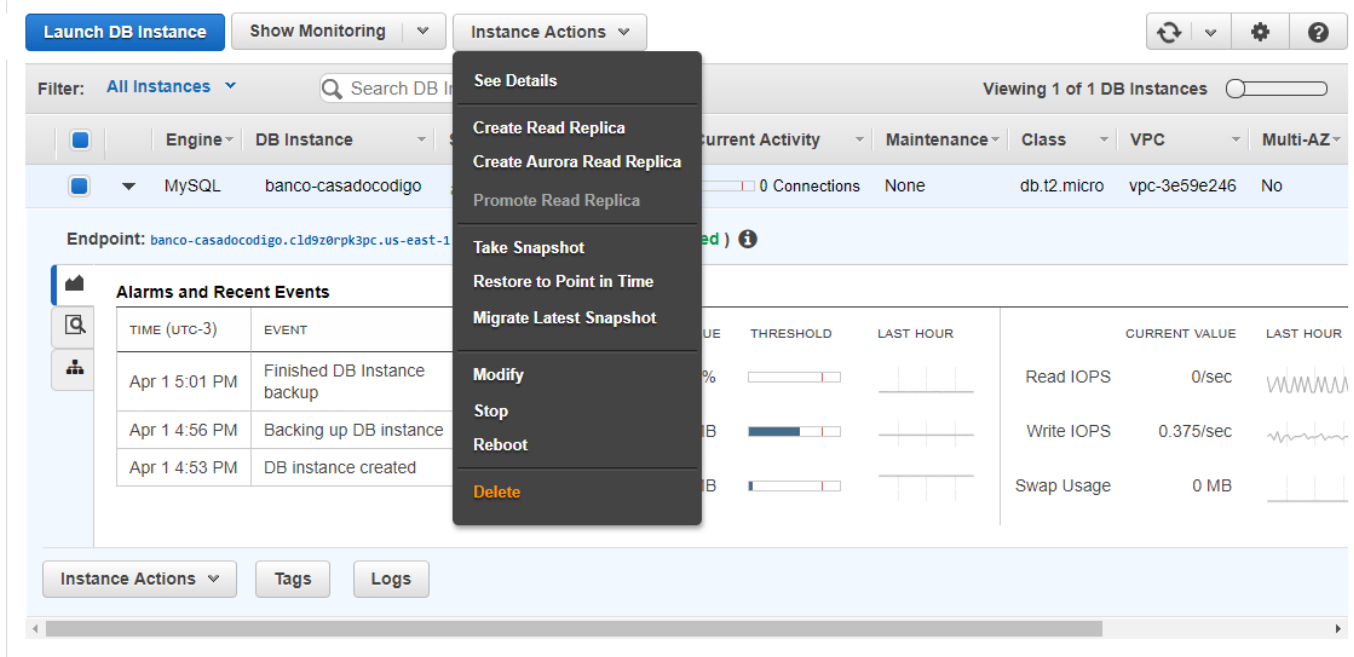 Launch DB Instance Show Monitoring Instance Actions
Filter: All Instances Search DB Viewing 1 of 1 DB Instances
Engine DB Instance Current Activity Maintenance Class VPC Multi-AZ
MySQL banco-casadocodigo 0 Connections None db.t2.micro vpc-3e59e246 No
Endpoint: banco-casadocodigo.cld9z0rpk3pc.us-east-1 ed )
See Details
Create Read Replica
Create Aurora Read Replica
Promote Read Replica
Take Snapshot
Restore to Point in Time
Migrate Latest Snapshot
Modify
Stop
Reboot
Delete
Alarms and Recent Events
TIME (UTC-3) EVENT UE THRESHOLD LAST HOUR CURRENT VALUE LAST HOUR
Apr 1 5:01 PM Finished DB Instance
backup
% Read IOPS 0/sec
Apr 1 4:56 PM Backing up DB instance MB Write IOPS 0.375/sec
Apr 1 4:53 PM DB instance created MB Swap Usage 0 MB
Instance Actions Tags Logs